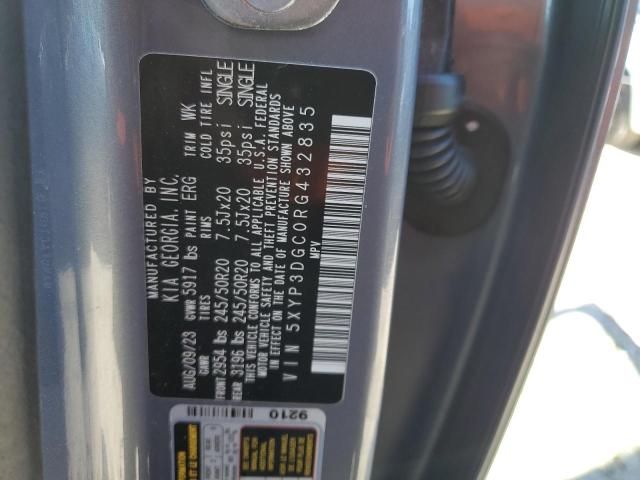 MANUFACTURED BY
KIA GEORGIA, INC.
AUG/09/23 GVWR 5917 lbs PAINT ERG TRIM WK
GAWR TIRES RIMS COLD TIRE INFL
FRONT 2954 lbs 245/50R20 7.5Jx20 35psi SINGLE
REAR 3196 lbs 245/50R20 7.5Jx20 35psi SINGLE
THIS VEHICLE CONFORMS TO ALL APPLICABLE U.S.A. FEDERAL
MOTOR VEHICLE SAFETY AND THEFT PREVENTION STANDARDS
IN EFFECT ON THE DATE OF MANUFACTURE SHOWN ABOVE
VIN 5XYP3DGC0RG432835
MPV
9210